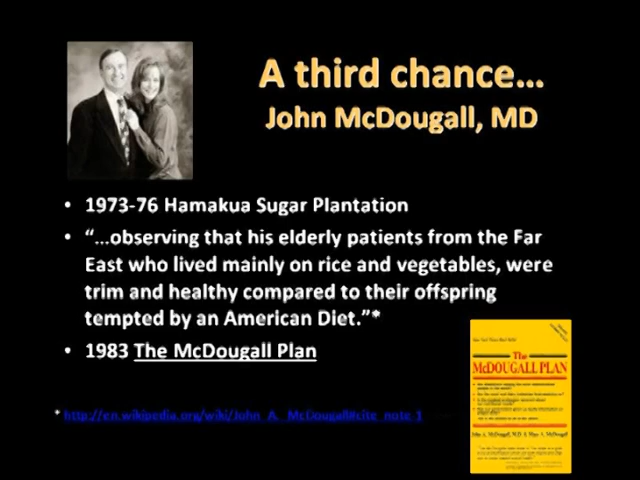 A third chance...
John McDougall, MD
• 1973-76 Hamakua Sugar Plantation
• “...observing that his elderly patients from the Far
East who lived mainly on rice and vegetables, were
trim and healthy compared to their offspring
tempted by an American Diet.”*
• 1983 The McDougall Plan
* http://en.wikipedia.org/wiki/John_A._McDougall#cite_note-1
The
McDOUGALL PLAN